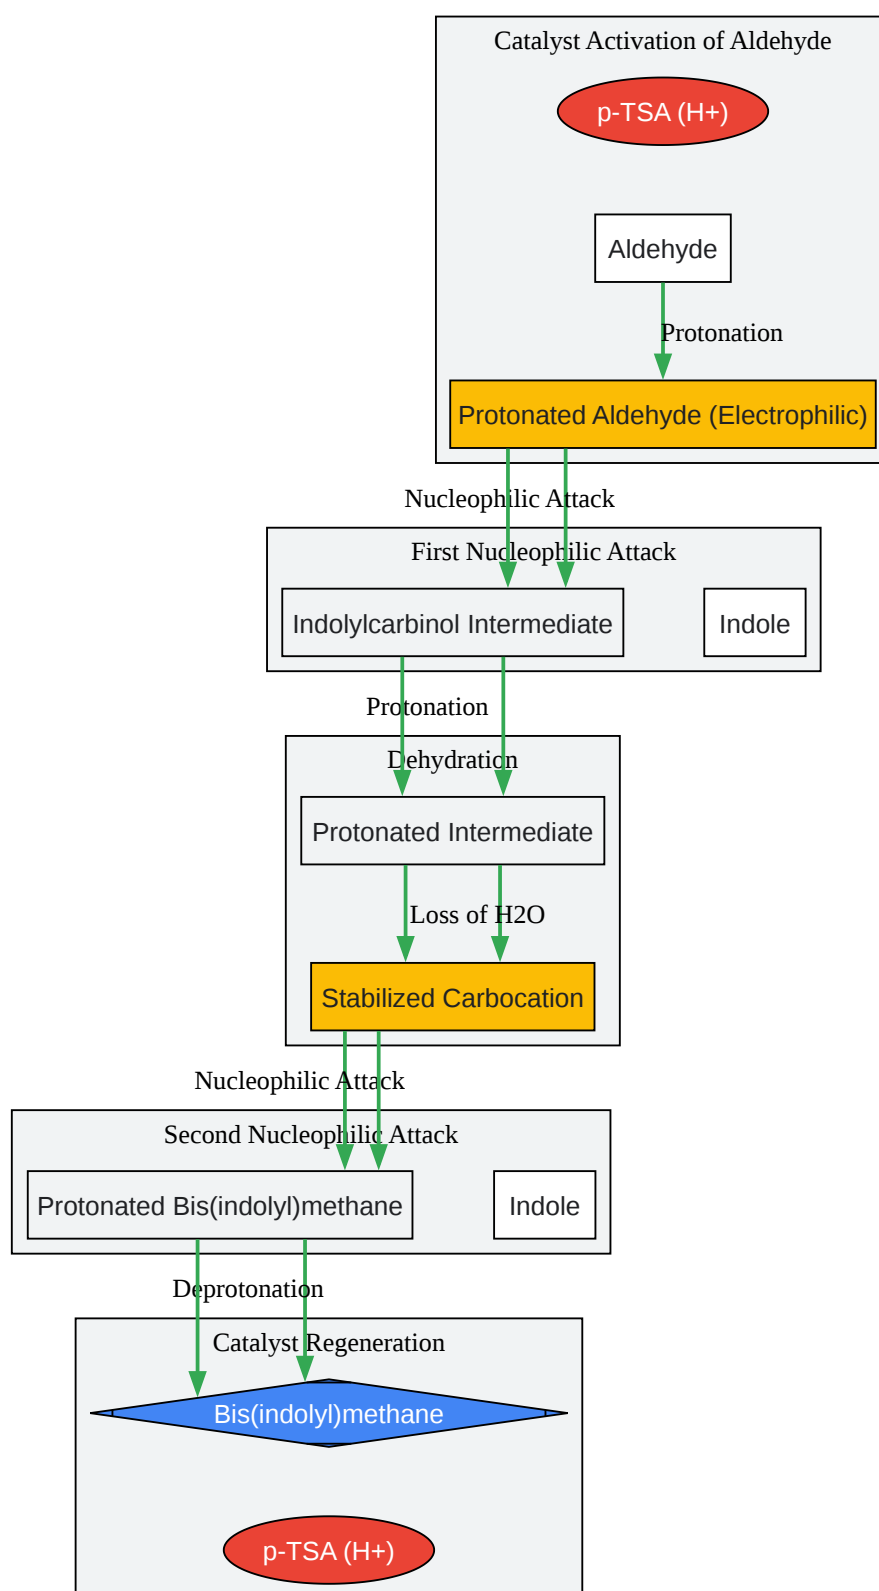 Catalyst Activation of Aldehyde
p-TSA (H+)
Aldehyde
Protonation
Protonated Aldehyde (Electrophilic)
Nucleophilic Attack
First Nucleophilic Attack
Indolylcarbinol Intermediate
Indole
Protonation
Dehydration
Protonated Intermediate
Loss of H2O
Stabilized Carbocation
Nucleophilic Attack
Second Nucleophilic Attack
Protonated Bis(indolyl)methane
Indole
Deprotonation
Catalyst Regeneration
Bis(indolyl)methane
p-TSA (H+)